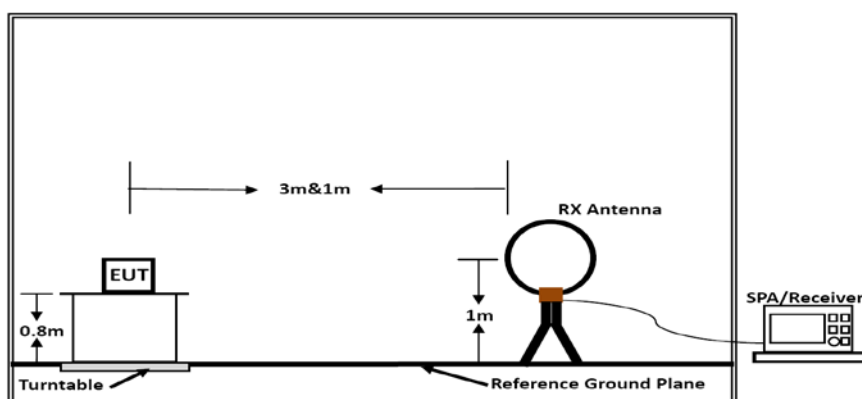 3m&1m
RX Antenna
EUT
SPA/Receiver
0.8m
1m
Turntable
Reference Ground Plane